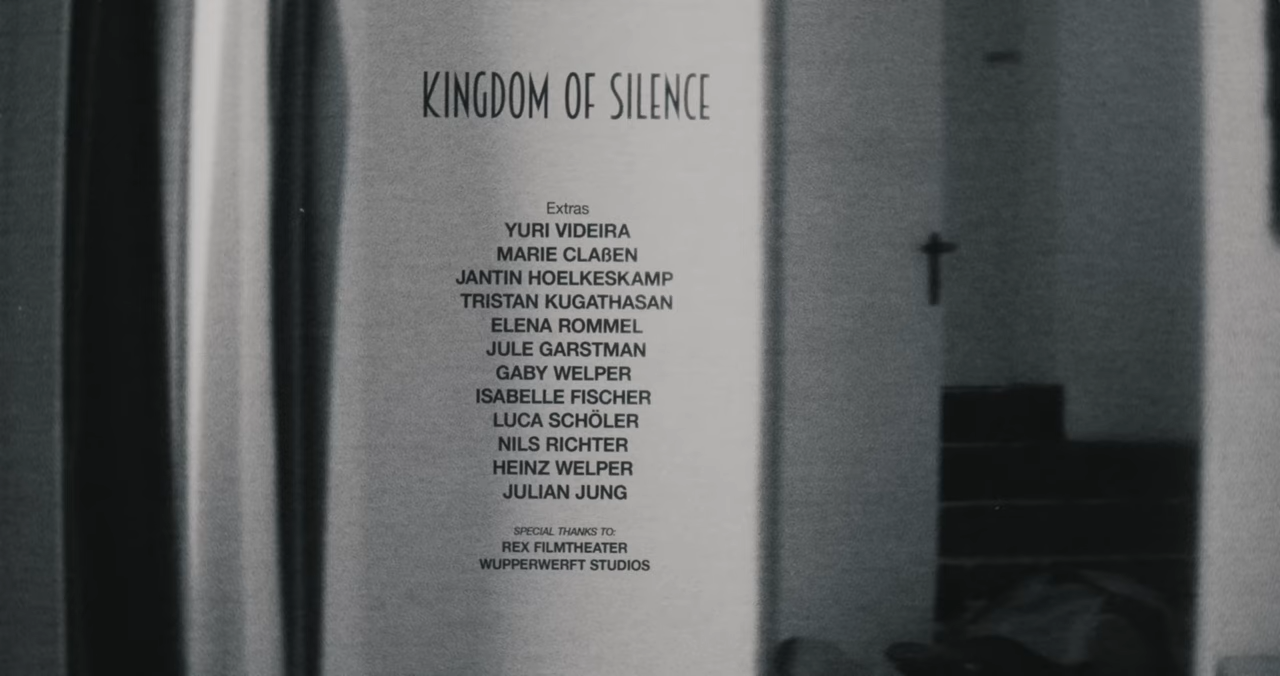 KINGDOM OF SILENCE
Extras
YURI VIDEIRA
MARIE CLAßEN
JANTIN HOELKESKAMP
TRISTAN KUGATHASAN
ELENA ROMMEL
JULE GARSTMAN
GABY WELPER
ISABELLE FISCHER
LUCA SCHÖLER
NILS RICHTER
HEINZ WELPER
JULIAN JUNG
SPECIAL THANKS TO:
REX FILMTHEATER
WUPPERWERFT STUDIOS